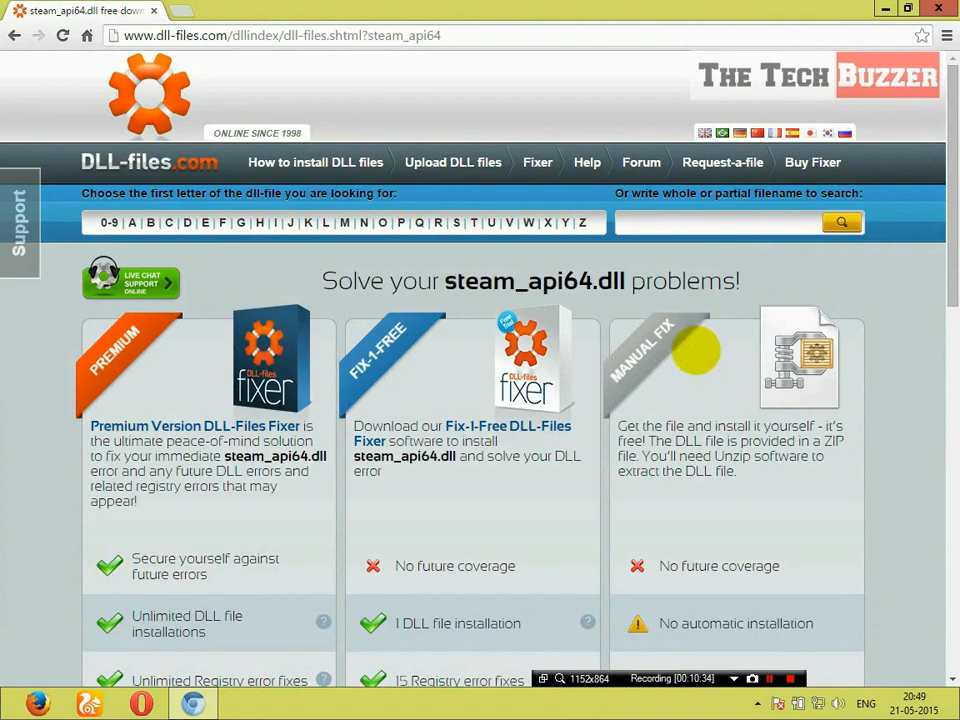 steam_api64.dll free down
www.dll-files.com/dllindex/dll-files.shtml?steam_api64
THE TECH BUZZER
ONLINE SINCE 1998
DLL-files.com
How to install DLL files
Upload DLL files
Fixer
Help
Forum
Request-a-file
Buy Fixer
Choose the first letter of the dll-file you are looking for:
Or write whole or partial filename to search:
0-9 | A | B | C | D | E | F | G | H | I | J | K | L | M | N | O | P | Q | R | S | T | U | V | W | X | Y | Z
Support
LIVE CHAT
SUPPORT
ONLINE
Solve your steam_api64.dll problems!
PREMIUM
DLL-files
fixer
Premium Version DLL-Files Fixer is
the ultimate peace-of-mind solution
to fix your immediate steam_api64.dll
error and any future DLL errors and
related registry errors that may
appear!
Secure yourself against
future errors
Unlimited DLL file
installations
?
Unlimited Registry error fixes
?
FIX-1-FREE
Free
Trial
DLL-files
fixer
Download our Fix-1-Free DLL-Files
Fixer software to install
steam_api64.dll and solve your DLL
error
No future coverage
1 DLL file installation
?
15 Registry error fixes
MANUAL FIX
Get the file and install it yourself - it's
free! The DLL file is provided in a ZIP
file. You'll need Unzip software to
extract the DLL file.
No future coverage
No automatic installation
1152x864
Recording [00:10:34]
ENG
20:49
21-05-2015